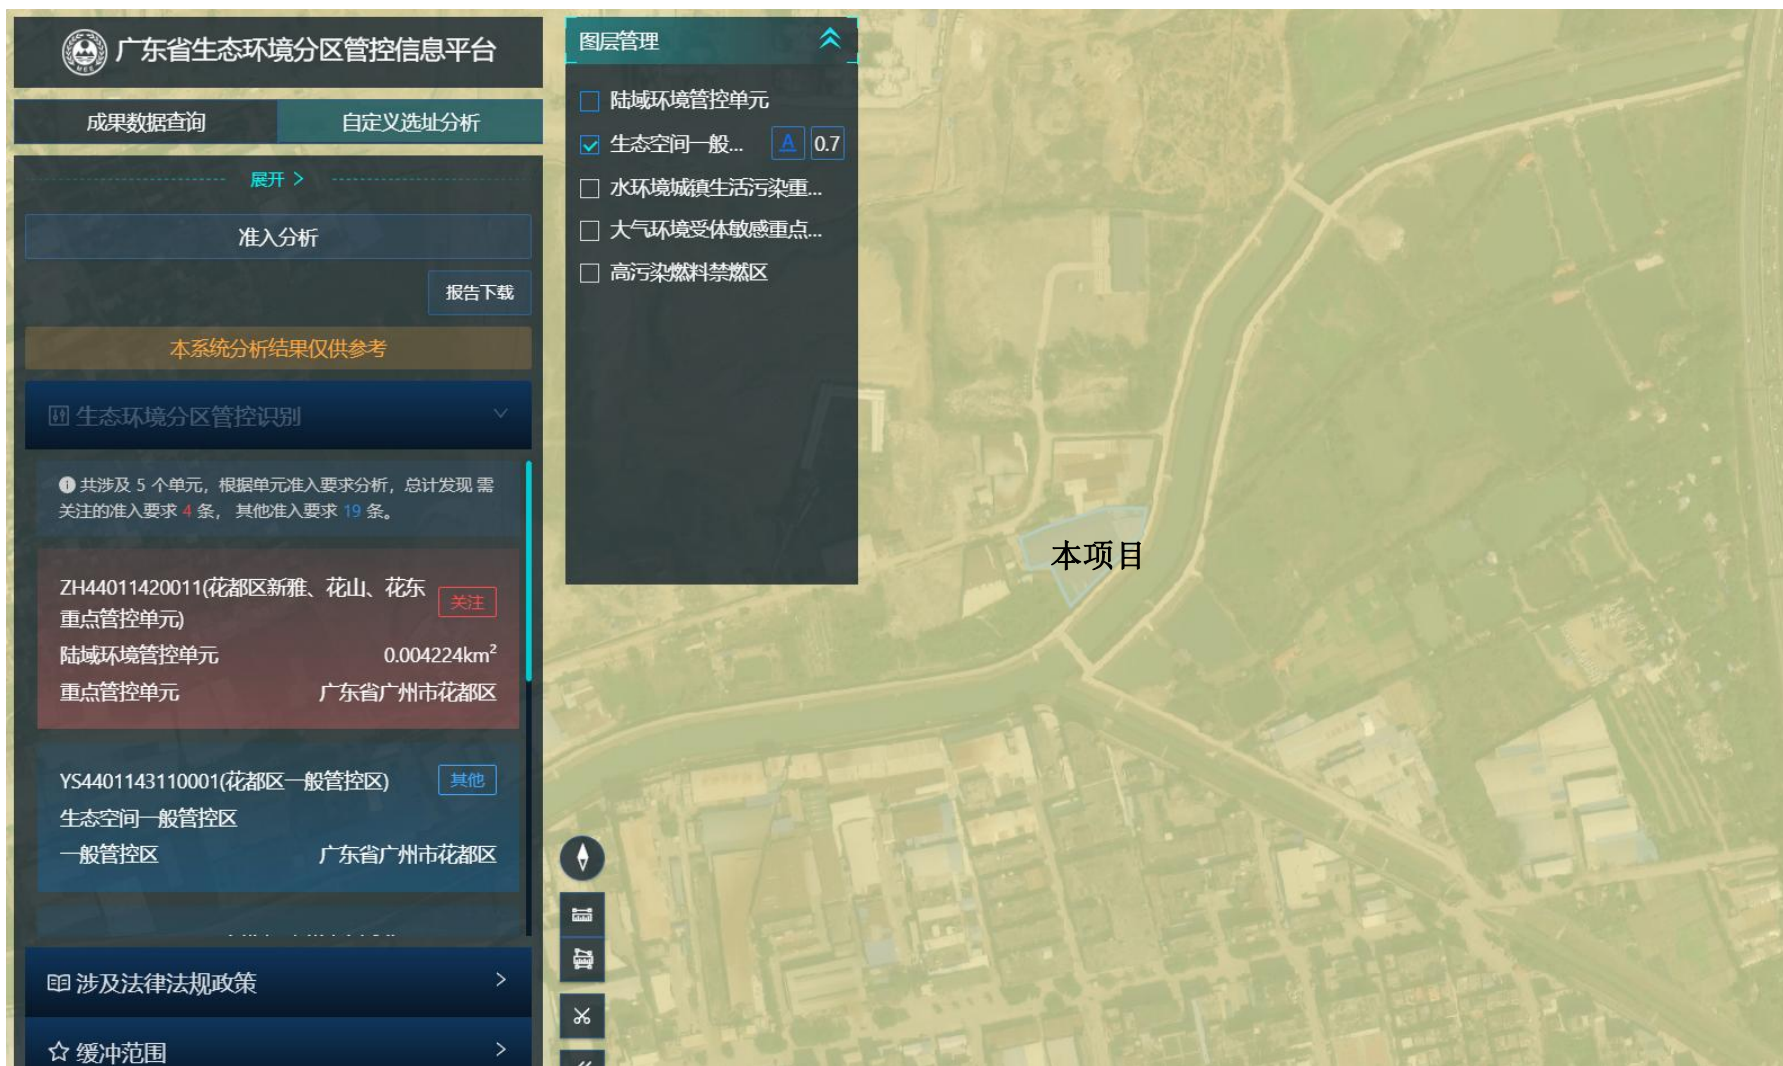 广东省生态环境分区管控信息平台
成果数据查询
自定义选址分析
展开 >
准入分析
报告下载
本系统分析结果仅供参考
生态环境分区管控识别
共涉及 5 个单元，根据单元准入要求分析，总计发现 需
关注的准入要求 4 条， 其他准入要求 19 条。
ZH44011420011(花都区新雅、花山、花东
重点管控单元)
关注
陆域环境管控单元
0.004224km²
重点管控单元
广东省广州市花都区
YS4401143110001(花都区一般管控区)
其他
生态空间一般管控区
一般管控区
广东省广州市花都区
涉及法律法规政策
缓冲范围
图层管理
陆域环境管控单元
生态空间一般... A 0.7
水环境城镇生活污染重...
大气环境受体敏感重点...
高污染燃料禁燃区
本项目